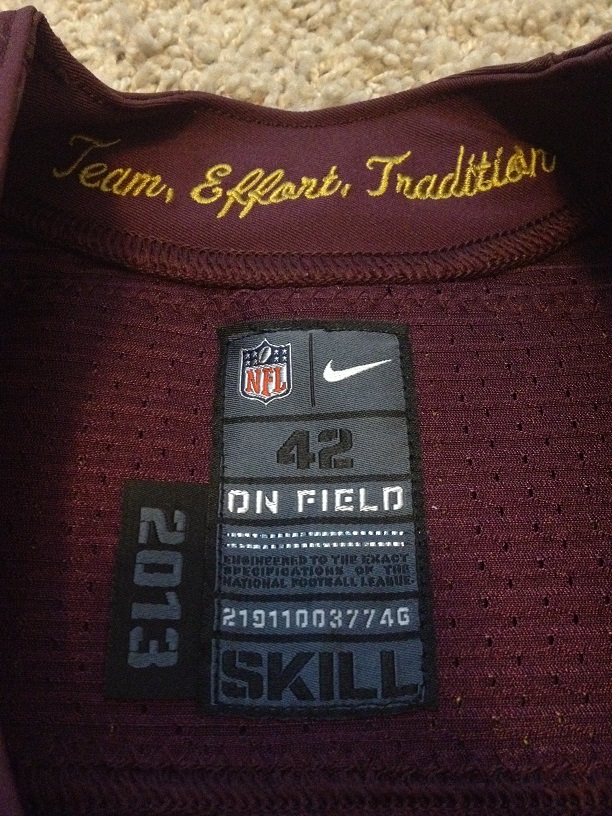 Team, Effort, Tradition
NFL
42
ON FIELD
ENGINEERED TO THE EXACT
SPECIFICATIONS OF THE
NATIONAL FOOTBALL LEAGUE.
219110037746
SKILL
2013